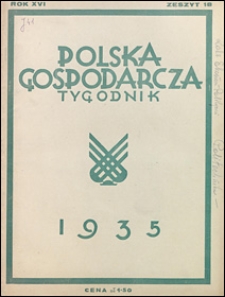 ROK XVI ZESZYT 18
POLSKA
GOSPODARCZA
TYGODNIK
1935
CENA ZŁ 1·50